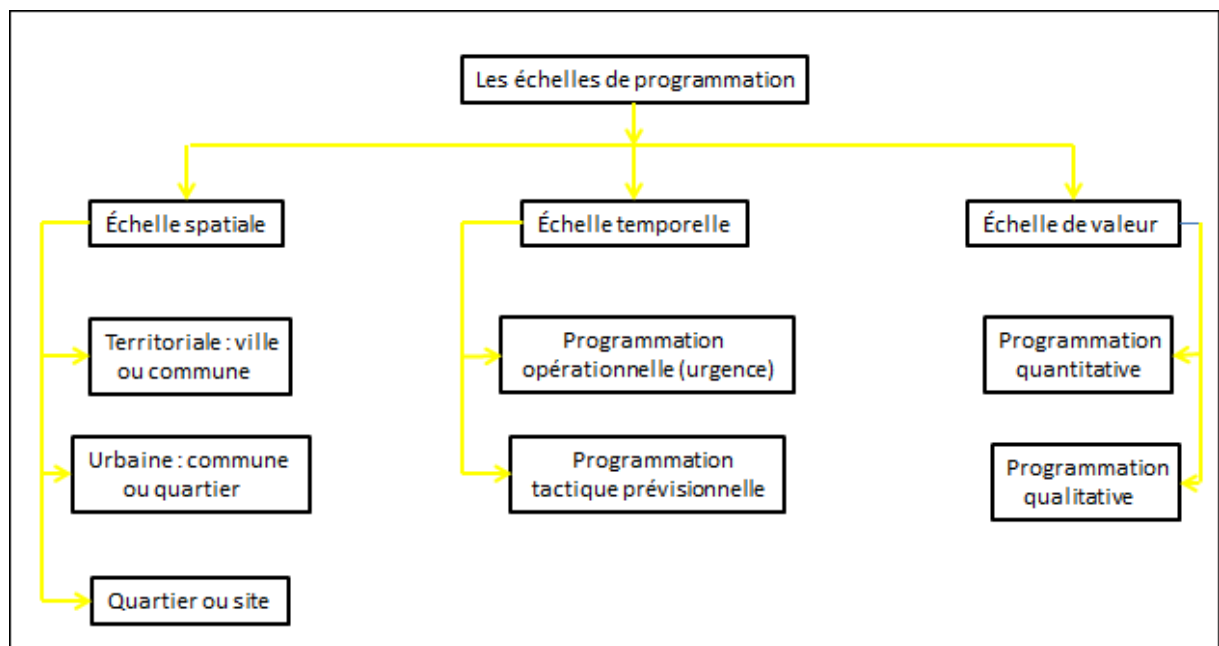 Les échelles de programmation
Échelle spatiale
Échelle temporelle
Échelle de valeur
Territoriale : ville
ou commune
Programmation
opérationnelle (urgence)
Programmation
quantitative
Urbaine : commune
ou quartier
Programmation
tactique prévisionnelle
Programmation
qualitative
Quartier ou site